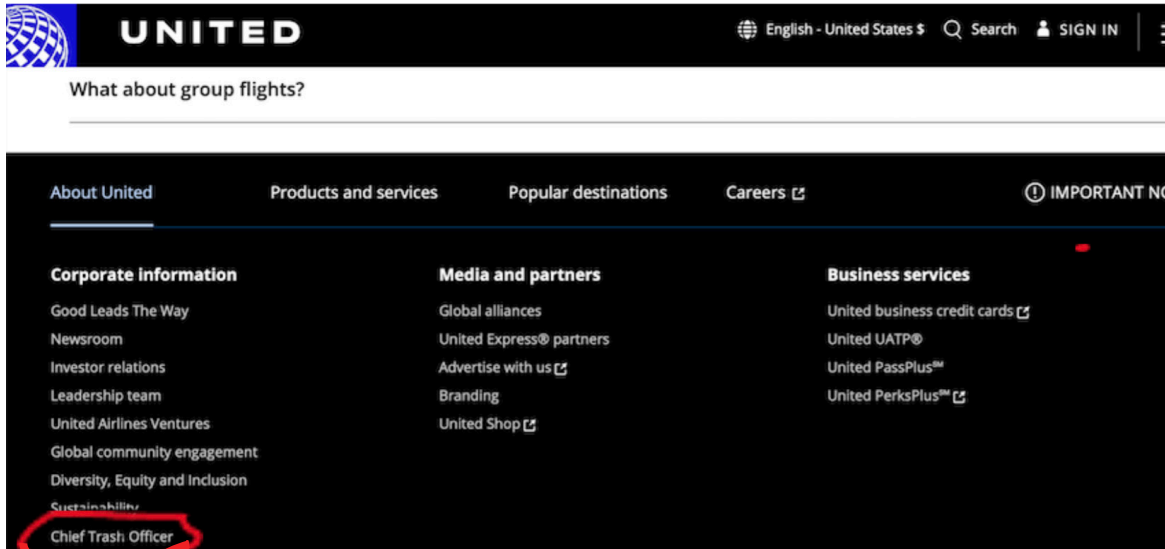 UNITED
English - United States $ Search SIGN IN
What about group flights?
About United Products and services Popular destinations Careers IMPORTANT NO
Corporate information
Good Leads The Way
Newsroom
Investor relations
Leadership team
United Airlines Ventures
Global community engagement
Diversity, Equity and Inclusion
Sustainability
Chief Trash Officer
Media and partners
Global alliances
United Express® partners
Advertise with us
Branding
United Shop
Business services
United business credit cards
United UATP®
United PassPlus℠
United PerksPlus℠